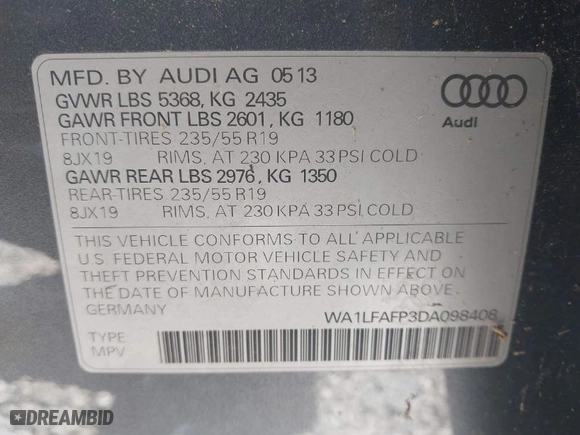 MFD. BY AUDI AG 05 13
GVWR LBS 5368, KG 2435
GAWR FRONT LBS 2601, KG 1180
FRONT-TIRES 235/55 R19
8JX19 RIMS, AT 230 KPA 33 PSI COLD
GAWR REAR LBS 2976, KG 1350
REAR-TIRES 235/55 R19
8JX19 RIMS, AT 230 KPA 33 PSI COLD
Audi
THIS VEHICLE CONFORMS TO ALL APPLICABLE
U.S. FEDERAL MOTOR VEHICLE SAFETY AND
THEFT PREVENTION STANDARDS IN EFFECT ON
THE DATE OF MANUFACTURE SHOWN ABOVE.
GERMANY WA1LFAFP3DA098408
TYPE
MPV
DREAMBID